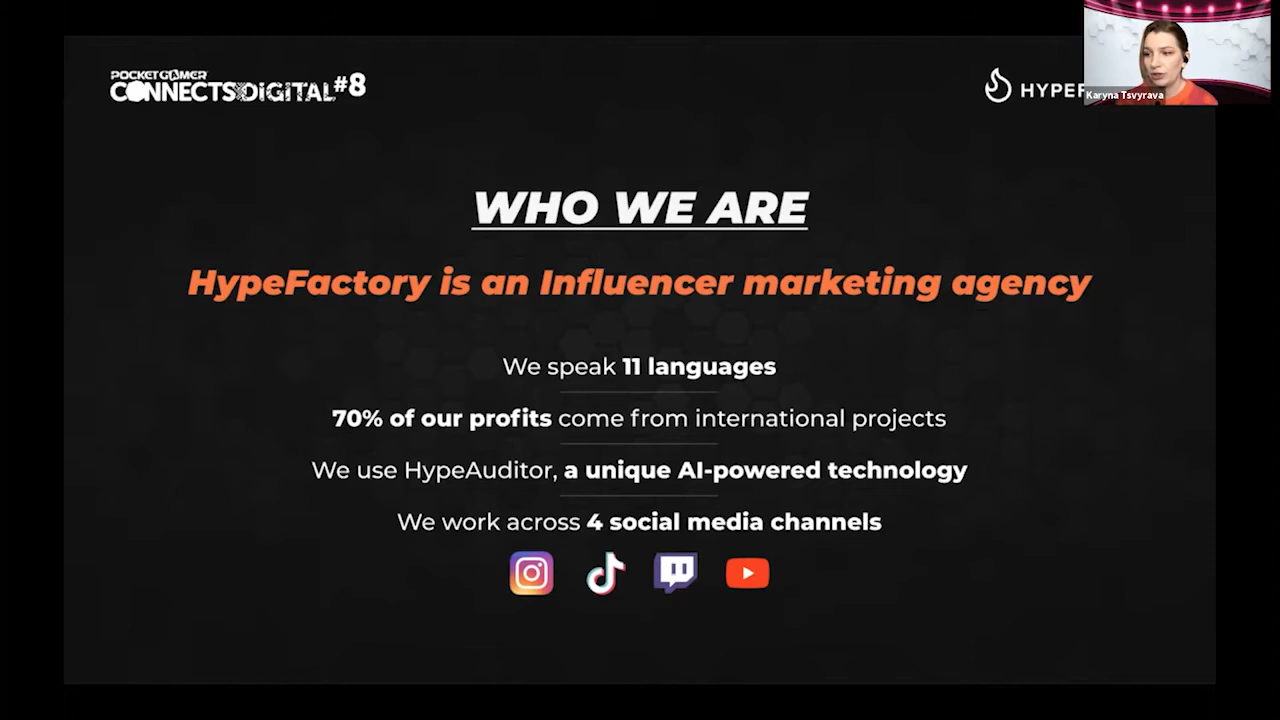 POCKETGAMER
CONNECTS DIGITAL #8
HYPEF
Karyna Tsvyrava
WHO WE ARE
HypeFactory is an Influencer marketing agency
We speak 11 languages
70% of our profits come from international projects
We use HypeAuditor, a unique AI-powered technology
We work across 4 social media channels